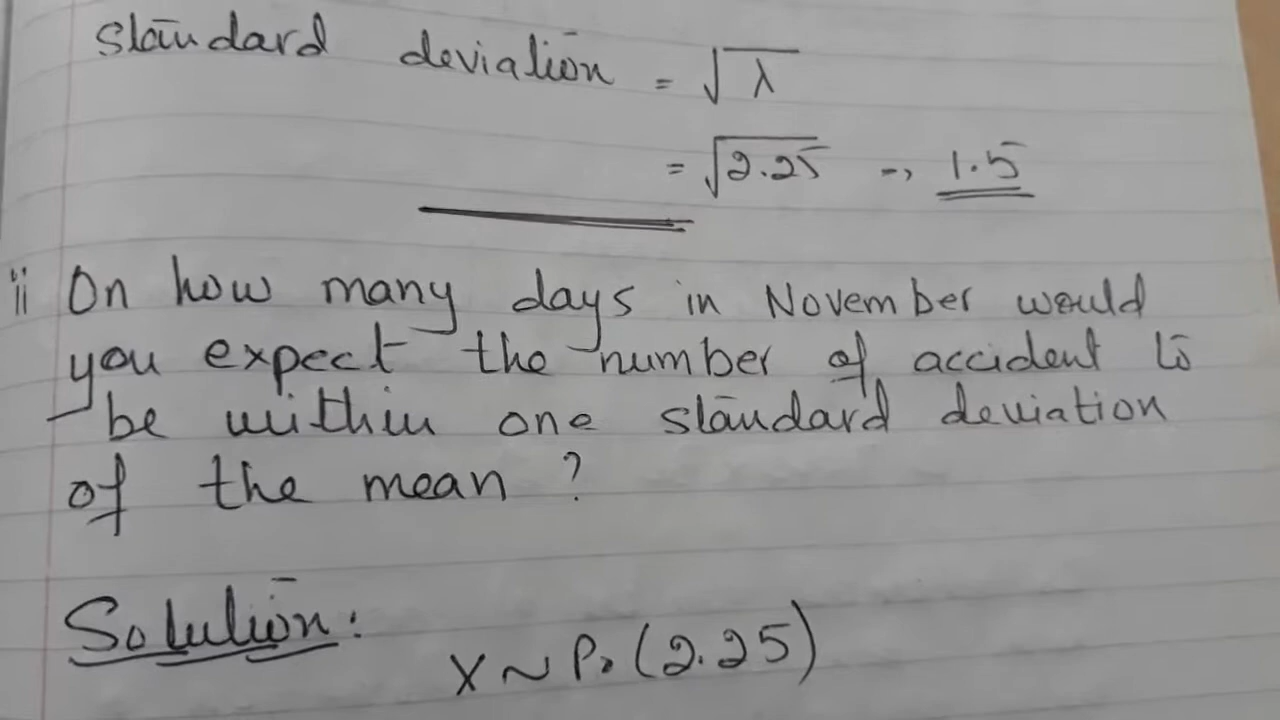 standard deviation = √λ
= √2.25 → 1.5
ii On how many days in November would
you expect the number of accident to
be within one standard deviation
of the mean ?
Solution:
X ~ Po (2.25)